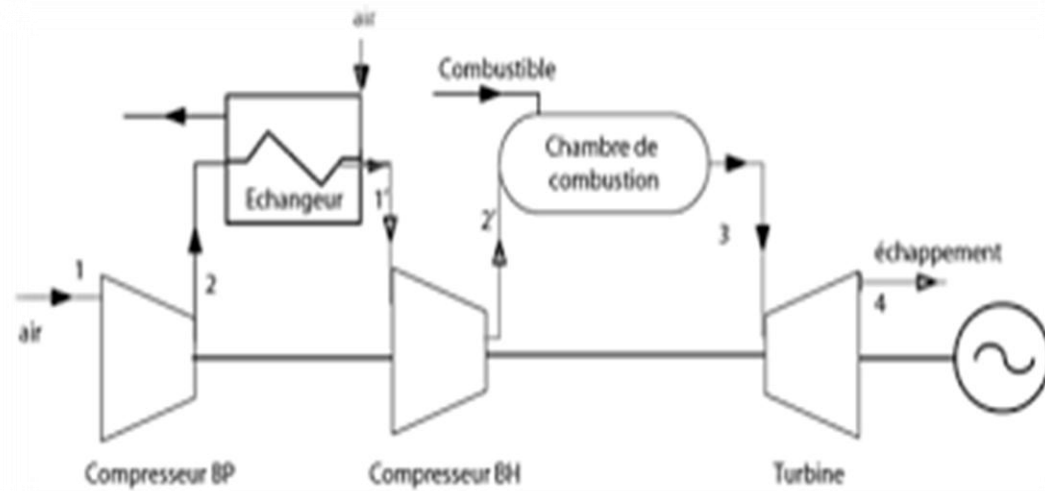 air
Combustible
Chambre de
combustion
Echangeur
1'
2'
3
échappement
4
1
2
air
Compresseur BP
Compresseur BH
Turbine